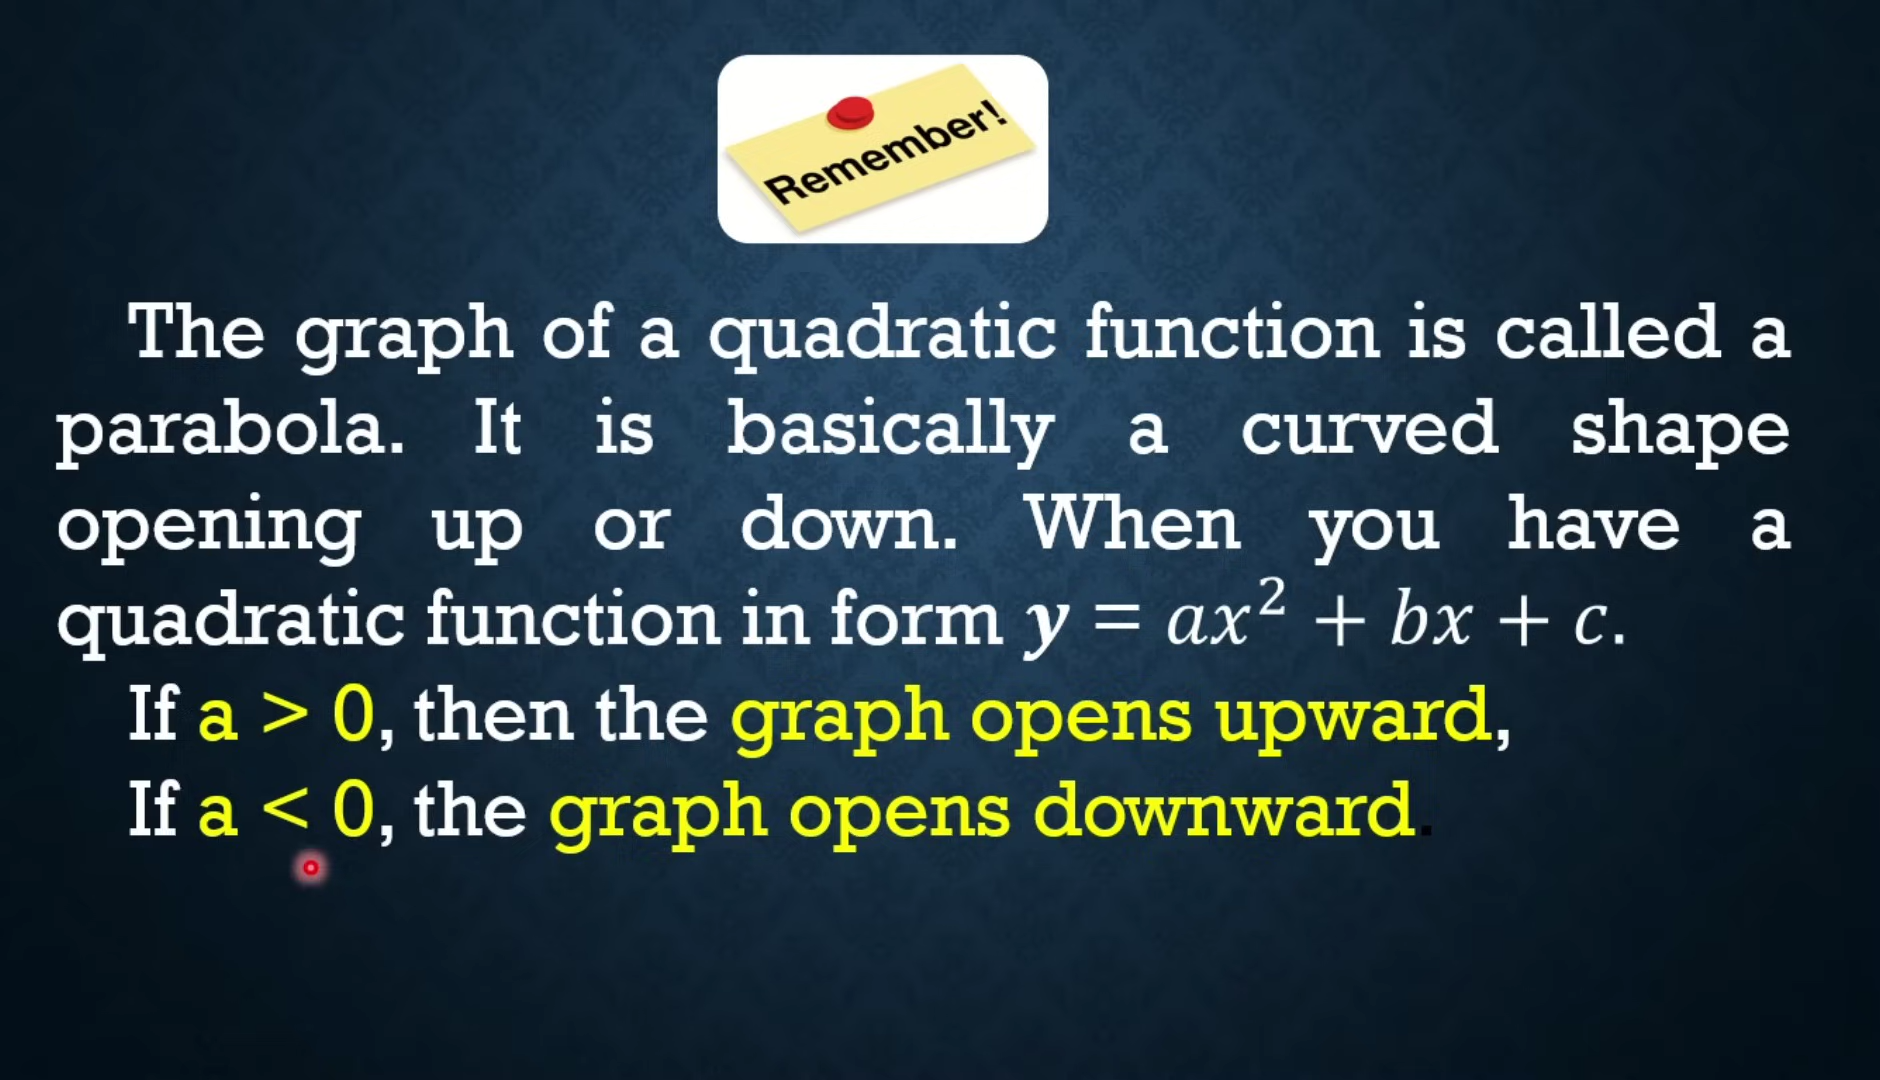 Remember!
The graph of a quadratic function is called a
parabola. It is basically a curved shape
opening up or down. When you have a
quadratic function in form y = ax² + bx + c.
If a > 0, then the graph opens upward,
If a < 0, the graph opens downward.